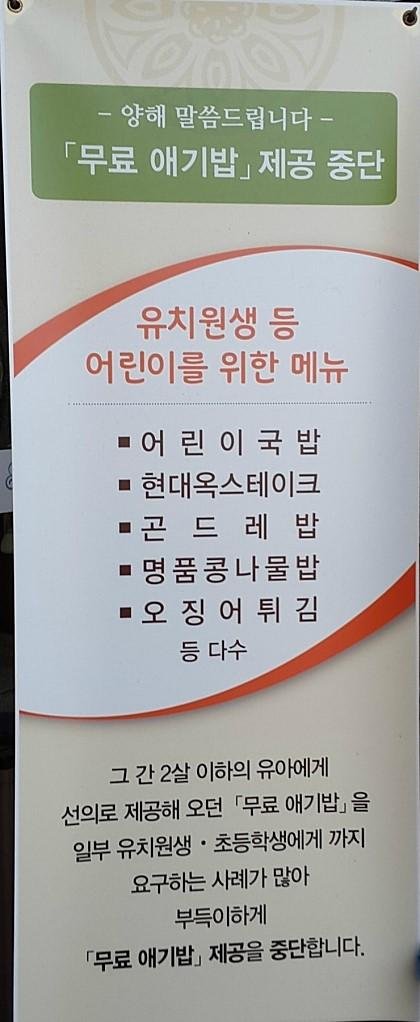 - 양해 말씀드립니다 -
「무료 애기밥」 제공 중단
유치원생 등
어린이를 위한 메뉴
▪ 어린이국밥
▪ 현대옥스테이크
▪ 곤드레밥
▪ 명품콩나물밥
▪ 오징어튀김
등 다수
그 간 2살 이하의 유아에게
선의로 제공해 오던 「무료 애기밥」을
일부 유치원생・초등학생에게 까지
요구하는 사례가 많아
부득이하게
「무료 애기밥」 제공을 중단합니다.